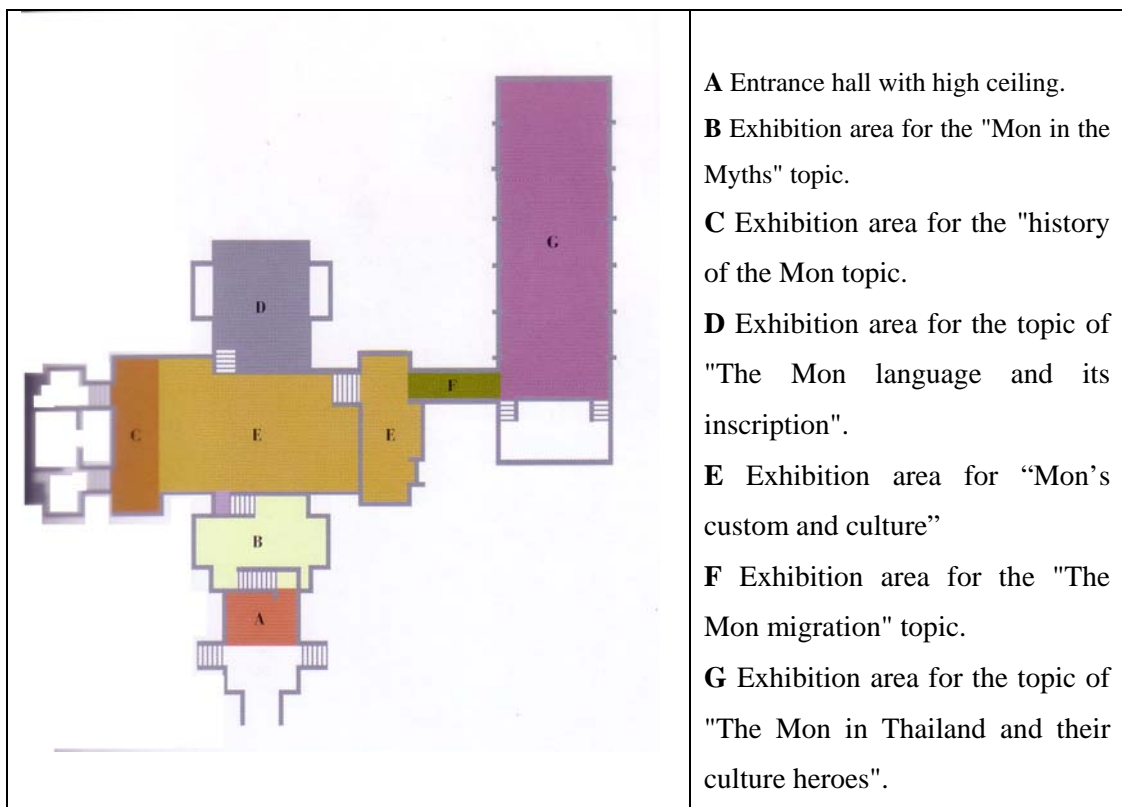 G
D
F
C
E
E
B
A
A Entrance hall with high ceiling.
B Exhibition area for the "Mon in the
Myths" topic.
C Exhibition area for the "history
of the Mon topic.
D Exhibition area for the topic of
"The Mon language and its
inscription".
E Exhibition area for “Mon’s
custom and culture”
F Exhibition area for the "The
Mon migration" topic.
G Exhibition area for the topic of
"The Mon in Thailand and their
culture heroes".